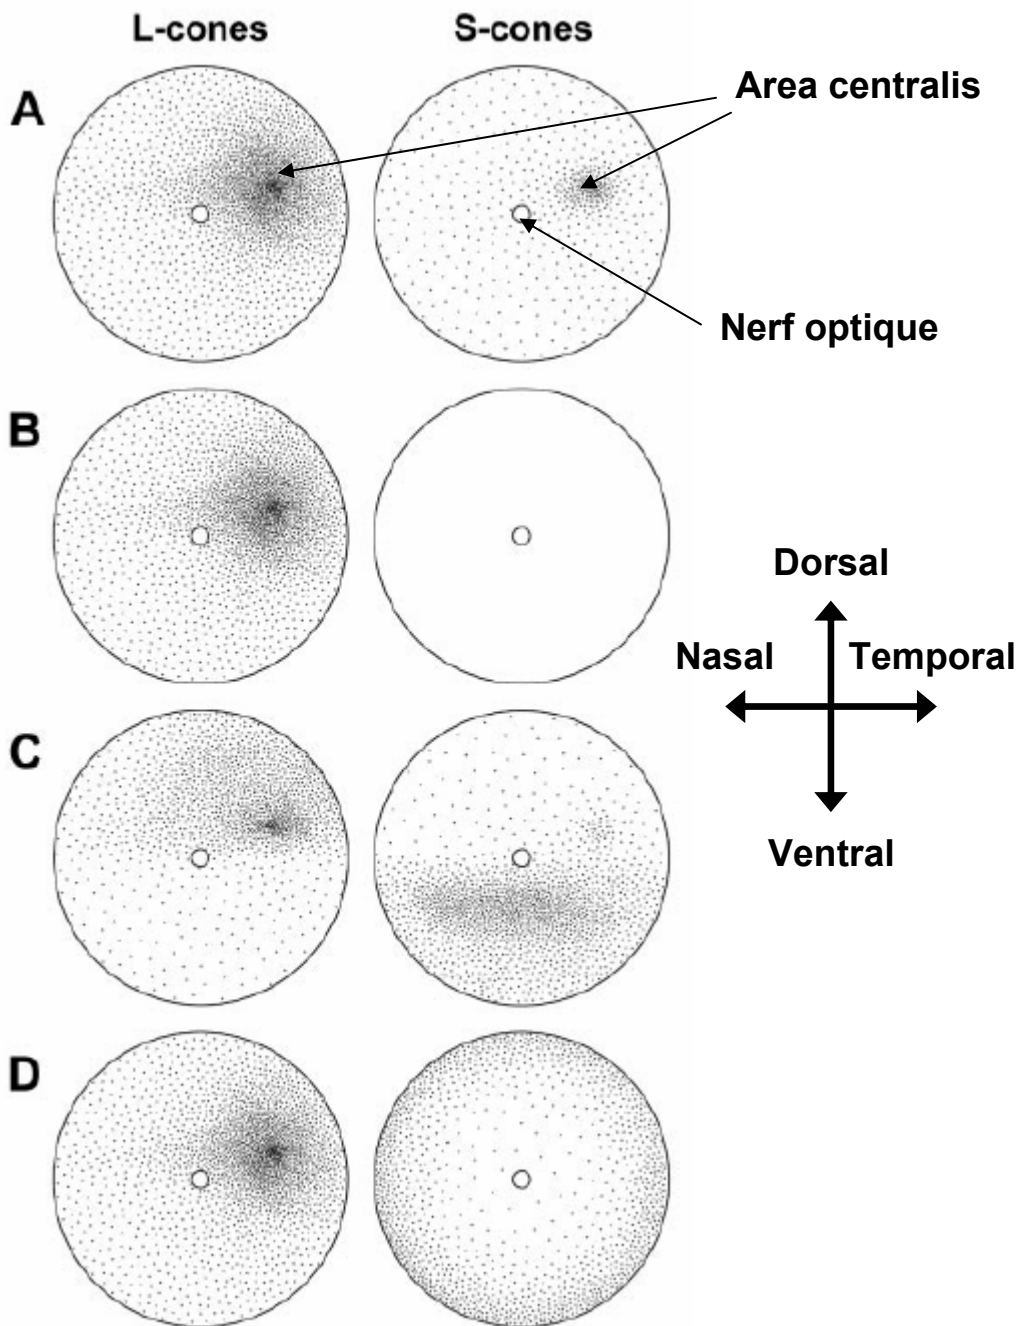 L-cones
S-cones
A
Area centralis
Nerf optique
B
Dorsal
Nasal
Temporal
C
Ventral
D